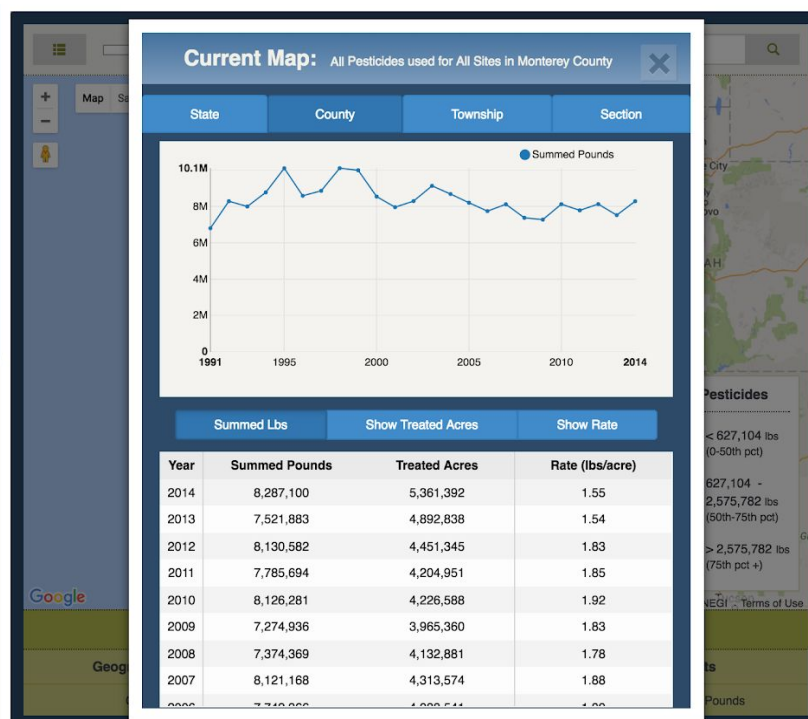 Current Map: All Pesticides used for All Sites in Monterey County
State County Township Section
Map Sa
Summed Pounds
10.1M
8M
6M
4M
2M
0
1991 1995 2000 2005 2010 2014
City
AH
Summed Lbs Show Treated Acres Show Rate
Pesticides
< 627,104 lbs
(0-50th pct)
627,104 -
2,575,782 lbs
(50th-75th pct)
> 2,575,782 lbs
(75th pct +)
Year Summed Pounds Treated Acres Rate (lbs/acre)
2014 8,287,100 5,361,392 1.55
2013 7,521,883 4,892,838 1.54
2012 8,130,582 4,451,345 1.83
2011 7,785,694 4,204,951 1.85
2010 8,126,281 4,226,588 1.92
2009 7,274,936 3,965,360 1.83
2008 7,374,369 4,132,881 1.78
2007 8,121,168 4,313,574 1.88
Google
NEGI Terms of Use
Geog
ts
Pounds